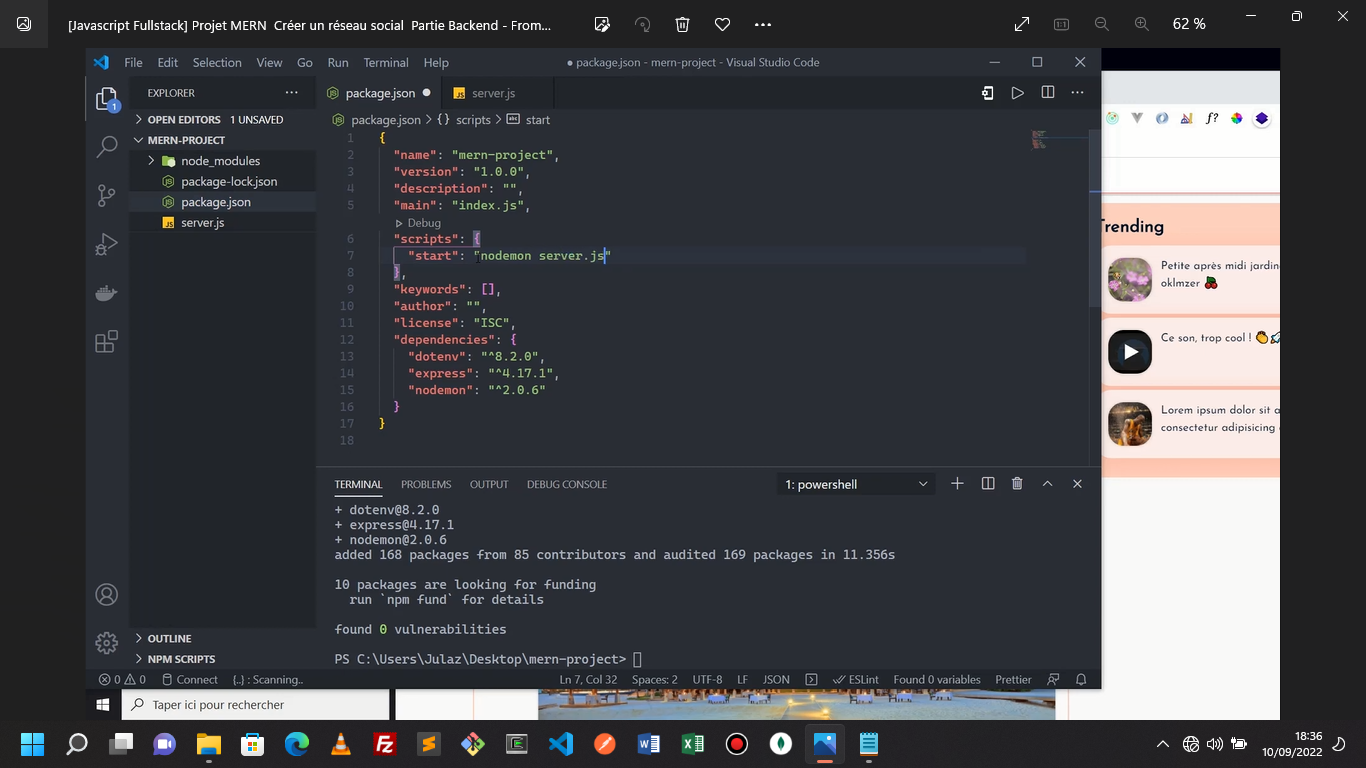 [Javascript Fullstack] Projet MERN  Créer un réseau social  Partie Backend - From...
62 %
File Edit Selection View Go Run Terminal Help
● package.json - mern-project - Visual Studio Code
EXPLORER
OPEN EDITORS 1 UNSAVED
MERN-PROJECT
node_modules
package-lock.json
package.json
server.js
package.json ● server.js
package.json > {} scripts > abc start
1 {
2 "name": "mern-project",
3 "version": "1.0.0",
4 "description": "",
5 "main": "index.js",
Debug
6 "scripts": {
7 "start": "nodemon server.js"
8 },
9 "keywords": [],
10 "author": "",
11 "license": "ISC",
12 "dependencies": {
13 "dotenv": "^8.2.0",
14 "express": "^4.17.1",
15 "nodemon": "^2.0.6"
16 }
17 }
18
TERMINAL PROBLEMS OUTPUT DEBUG CONSOLE
1: powershell
+ dotenv@8.2.0
+ express@4.17.1
+ nodemon@2.0.6
added 168 packages from 85 contributors and audited 169 packages in 11.356s
10 packages are looking for funding
run `npm fund` for details
found 0 vulnerabilities
PS C:\Users\Julaz\Desktop\mern-project>
OUTLINE
NPM SCRIPTS
1
0 0 Connect {..} : Scanning..
Ln 7, Col 32 Spaces: 2 UTF-8 LF JSON ESLint Found 0 variables Prettier
f?
Trending
Petite après midi jardin
oklmzer 🍒
Ce son, trop cool !
Lorem ipsum dolor sit a
consectetur adipisicing
Taper ici pour rechercher
18:36
10/09/2022